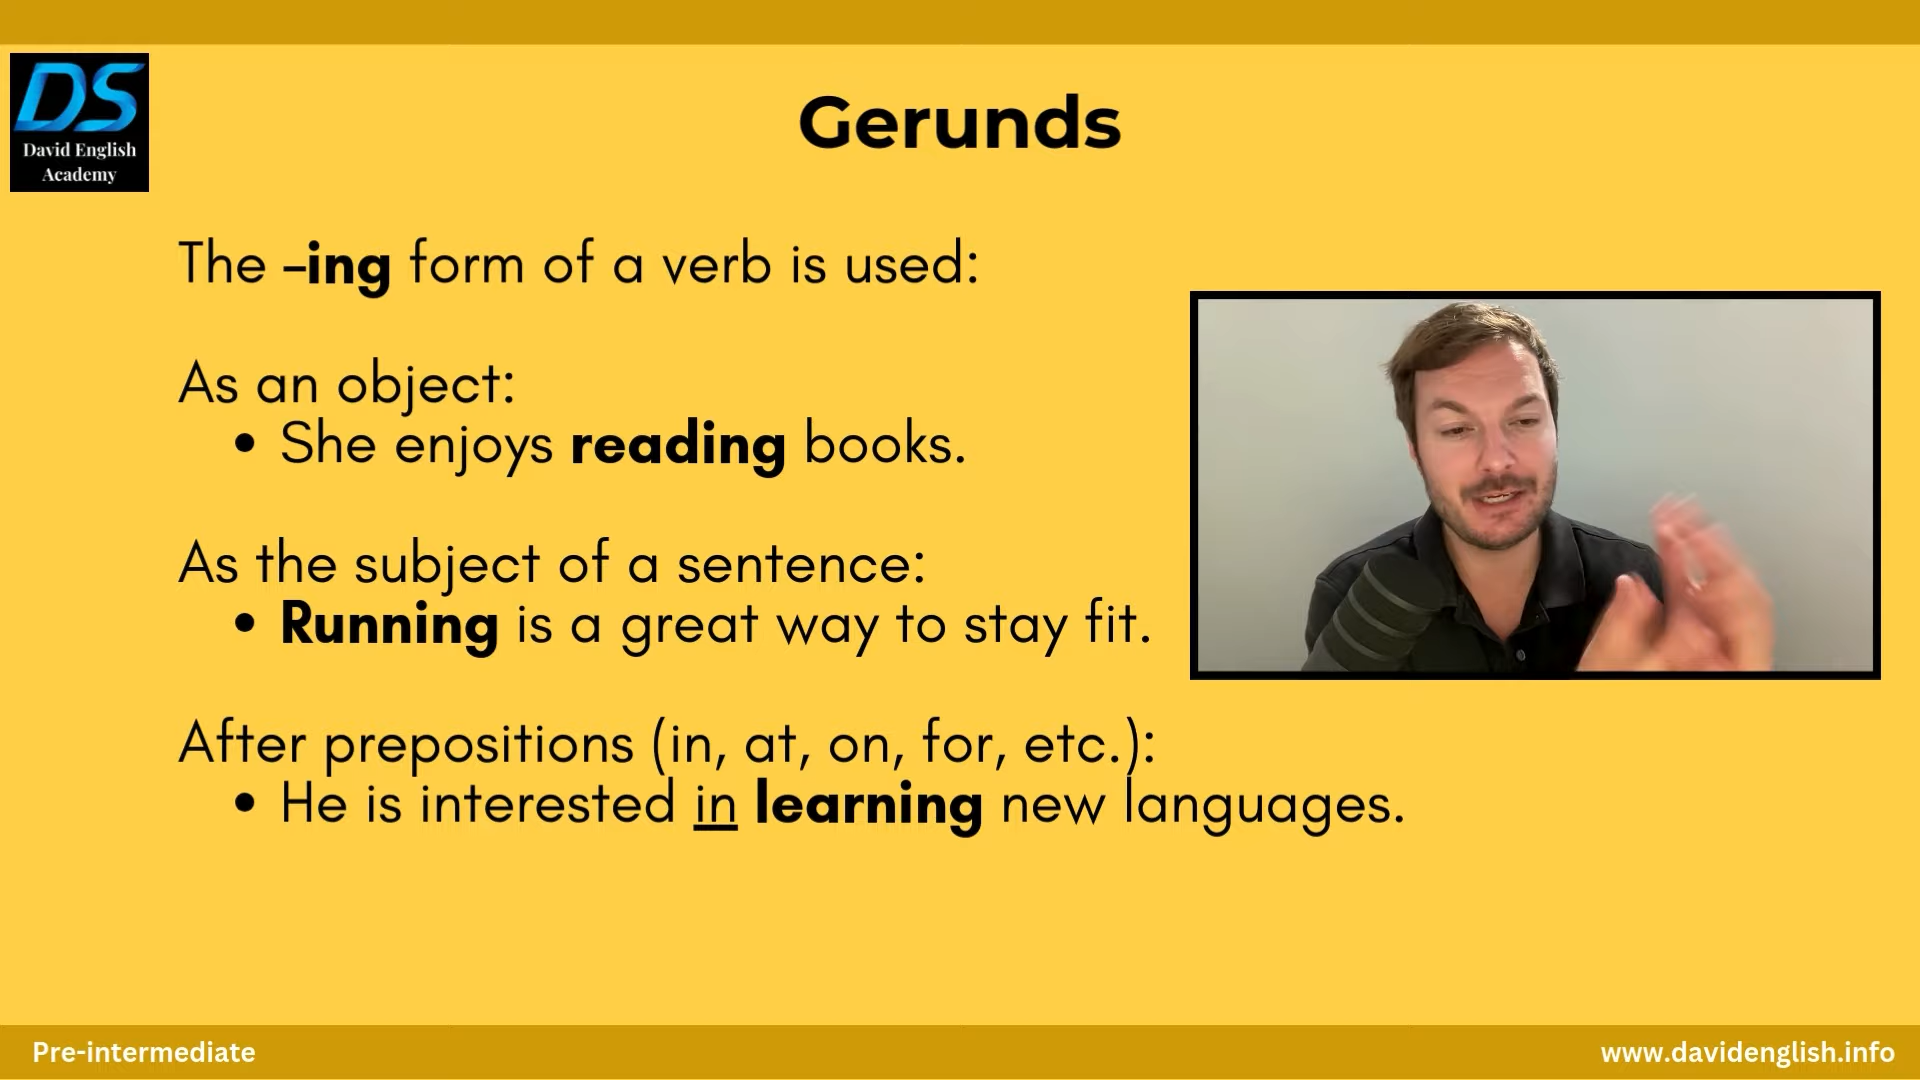 DS
David English
Academy
Gerunds
The –ing form of a verb is used:
As an object:
• She enjoys reading books.
As the subject of a sentence:
• Running is a great way to stay fit.
After prepositions (in, at, on, for, etc.):
• He is interested in learning new languages.
Pre-intermediate
www.davidenglish.info